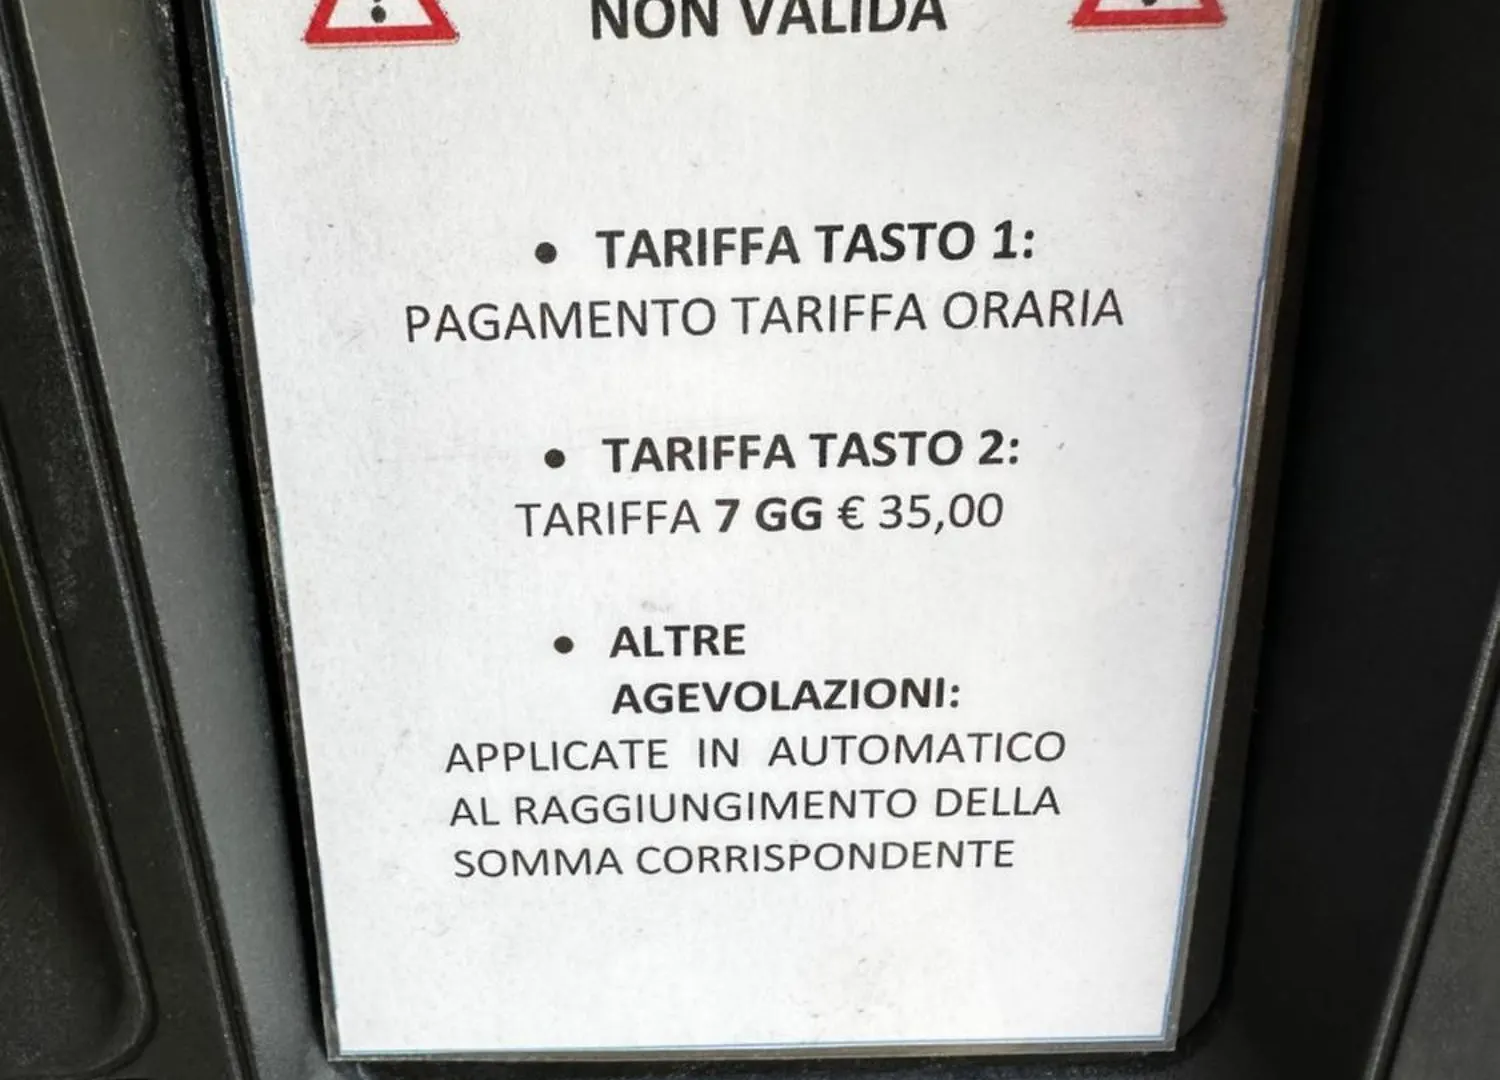 NON VALIDA
• TARIFFA TASTO 1:
PAGAMENTO TARIFFA ORARIA
• TARIFFA TASTO 2:
TARIFFA 7 GG € 35,00
• ALTRE
AGEVOLAZIONI:
APPLICATE IN AUTOMATICO
AL RAGGIUNGIMENTO DELLA
SOMMA CORRISPONDENTE